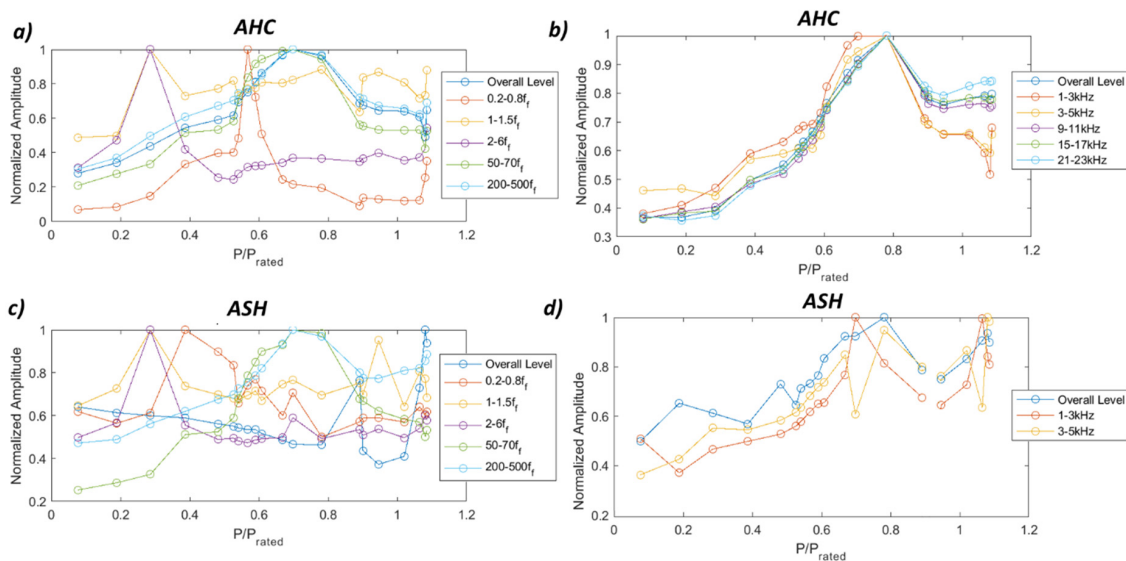 a)
AHC
Normalized Amplitude
1
0.8
0.6
0.4
0.2
0
0 0.2 0.4 0.6 0.8 1 1.2
P/Prated
Overall Level
0.2-0.8ff
1-1.5ff
2-6ff
50-70ff
200-500ff
b)
AHC
Normalized Amplitude
1
0.9
0.8
0.7
0.6
0.5
0.4
0.3
0 0.2 0.4 0.6 0.8 1 1.2
P/Prated
Overall Level
1-3kHz
3-5kHz
9-11kHz
15-17kHz
21-23kHz
c)
ASH
Normalized Amplitude
1
0.8
0.6
0.4
0.2
0 0.2 0.4 0.6 0.8 1 1.2
P/Prated
Overall Level
0.2-0.8ff
1-1.5ff
2-6ff
50-70ff
200-500ff
d)
ASH
Normalized Amplitude
1
0.8
0.6
0.4
0.2
0 0.2 0.4 0.6 0.8 1 1.2
P/Prated
Overall Level
1-3kHz
3-5kHz